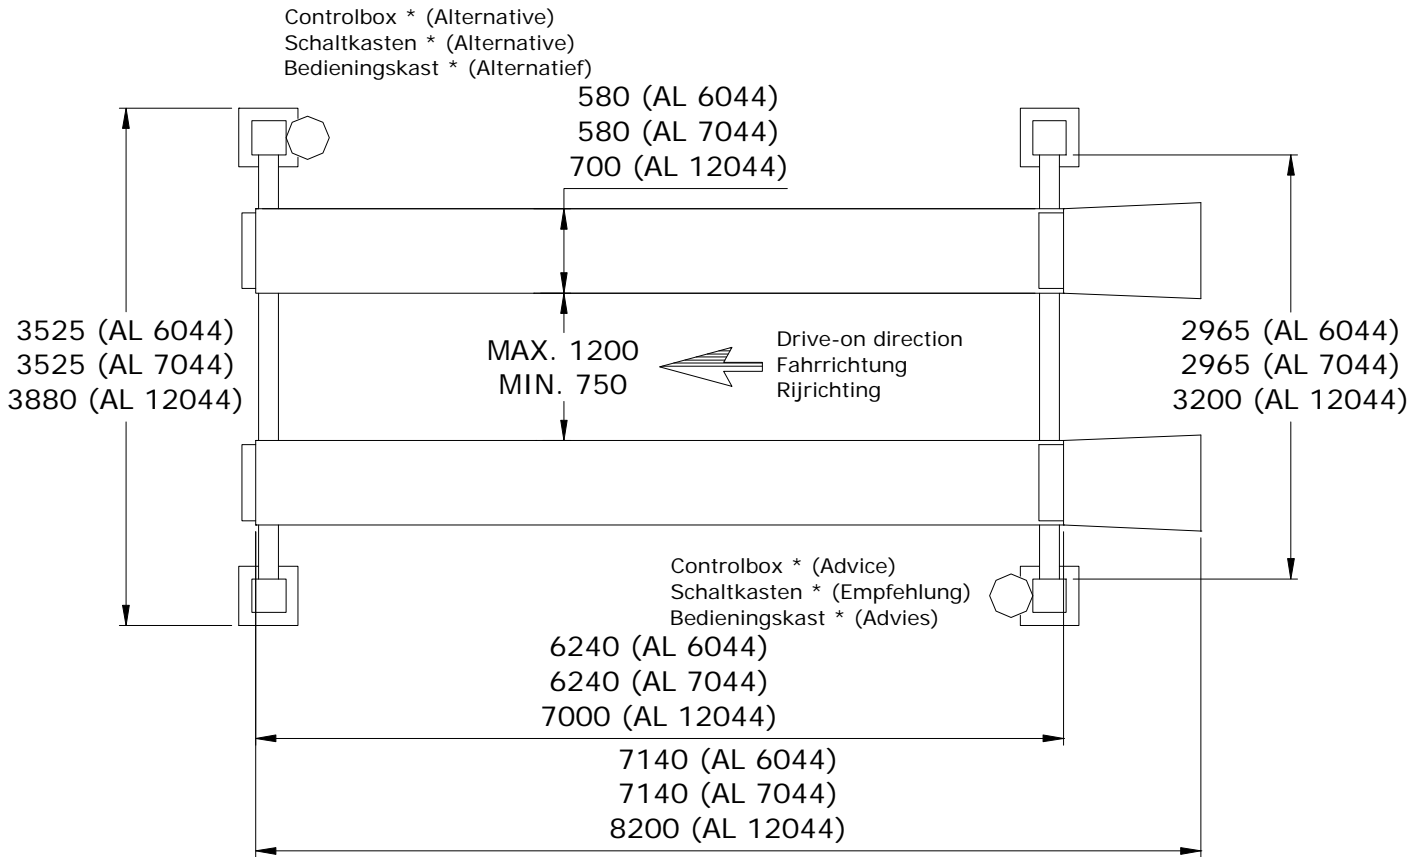 Controlbox * (Alternative)
Schaltkasten * (Alternative)
Bedieningskast * (Alternatief)
580 (AL 6044)
580 (AL 7044)
700 (AL 12044)
3525 (AL 6044)
3525 (AL 7044)
3880 (AL 12044)
MAX. 1200
MIN. 750
Drive-on direction
Fahrrichtung
Rijrichting
2965 (AL 6044)
2965 (AL 7044)
3200 (AL 12044)
Controlbox * (Advice)
Schaltkasten * (Empfehlung)
Bedieningskast * (Advies)
6240 (AL 6044)
6240 (AL 7044)
7000 (AL 12044)
7140 (AL 6044)
7140 (AL 7044)
8200 (AL 12044)